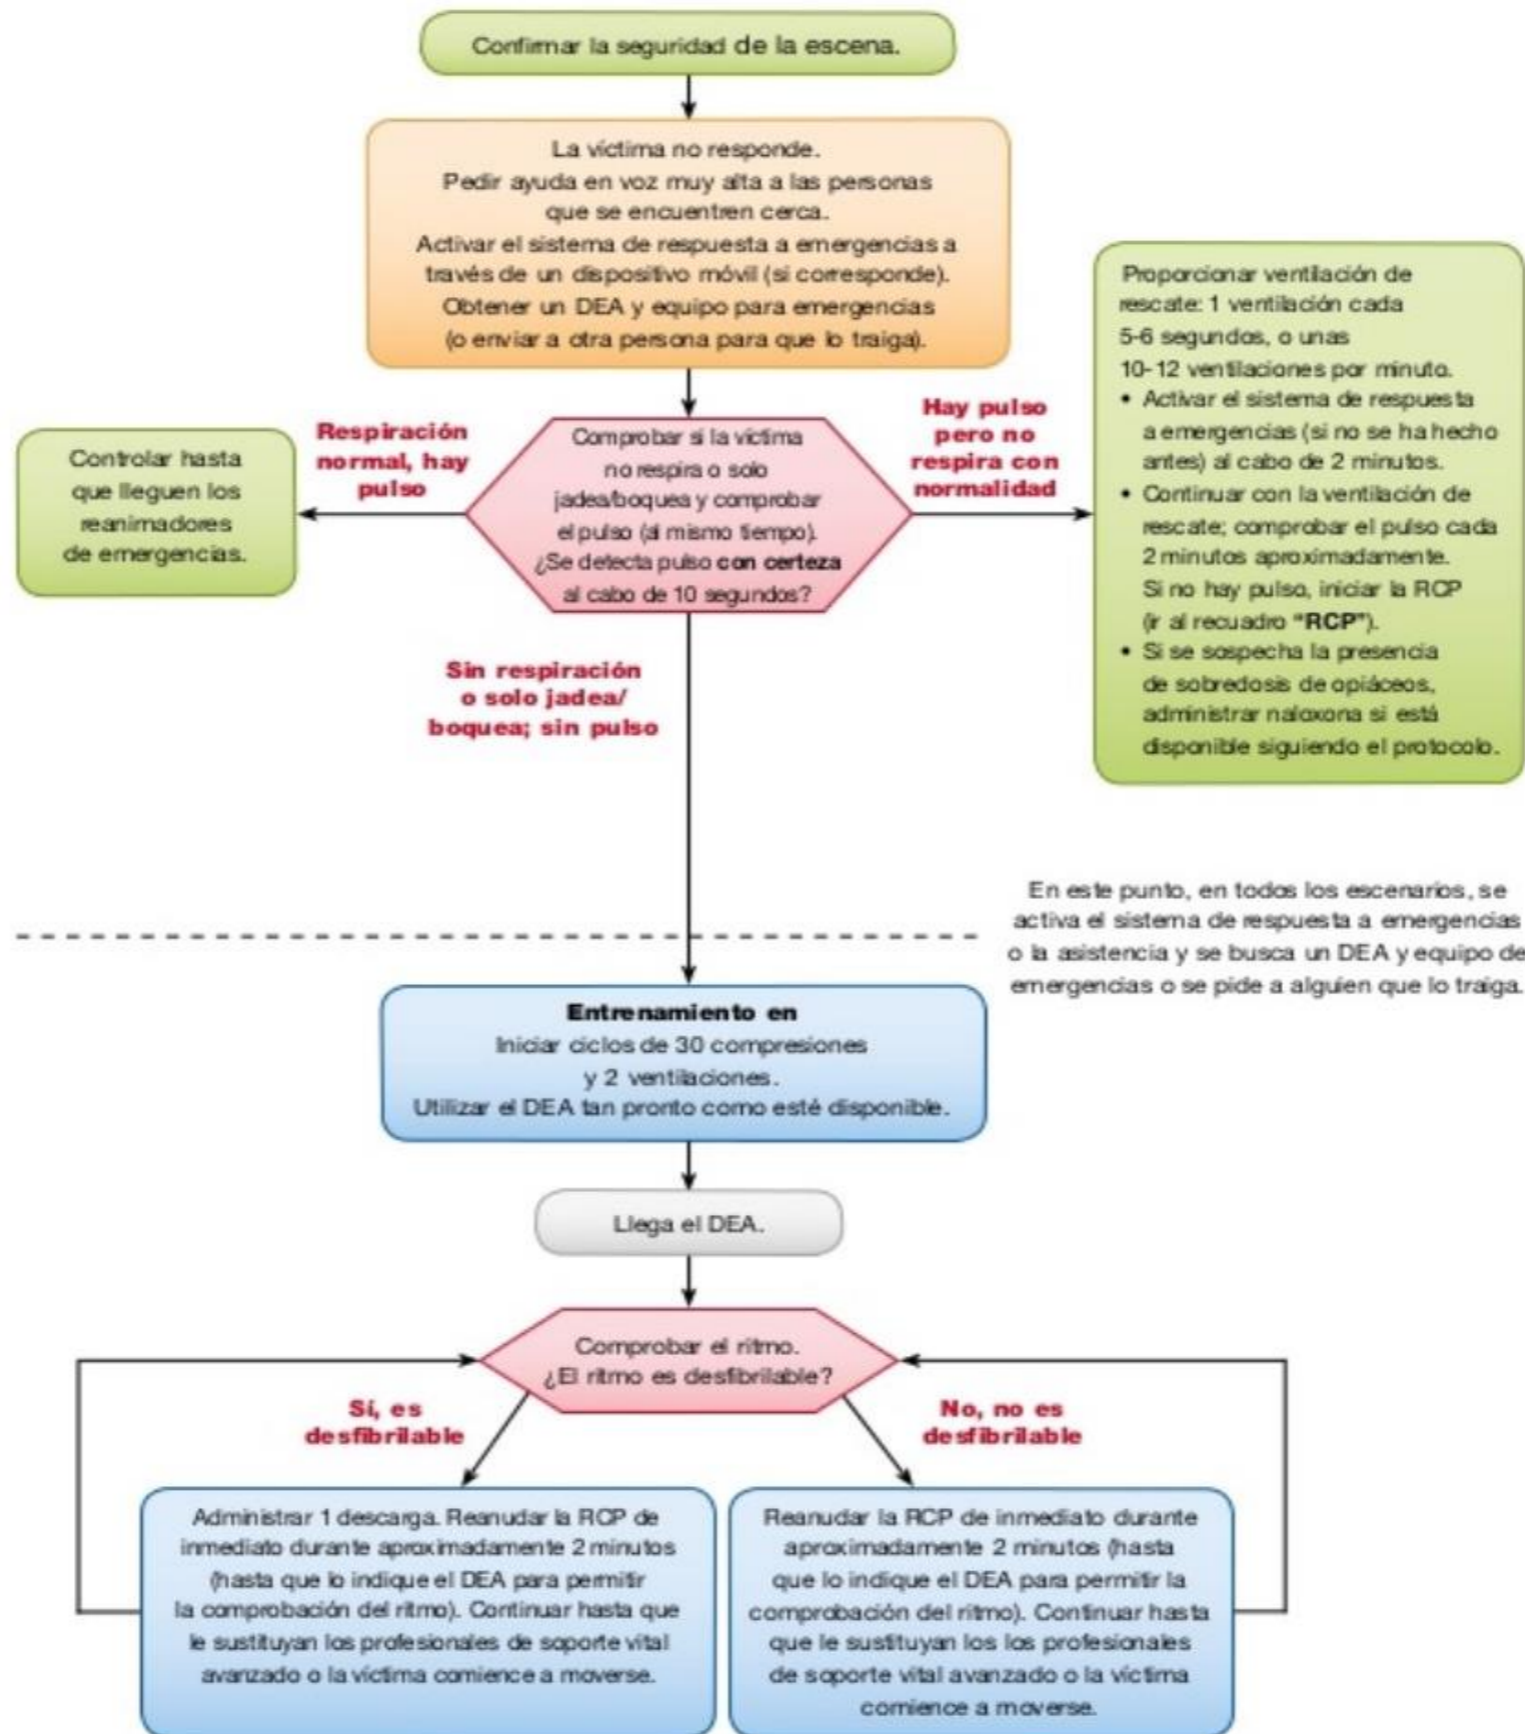 Confirmar la seguridad de la escena.
La víctima no responde.
Pedir ayuda en voz muy alta a las personas
que se encuentren cerca.
Activar el sistema de respuesta a emergencias a
través de un dispositivo móvil (si corresponde).
Obtener un DEA y equipo para emergencias
(o enviar a otra persona para que lo traiga).
Respiración
normal, hay
pulso
Controlar hasta
que lleguen los
reanimadores
de emergencias.
Comprobar si la víctima
no respira o solo
jadea/boquea y comprobar
el pulso (al mismo tiempo).
¿Se detecta pulso con certeza
al cabo de 10 segundos?
Hay pulso
pero no
respira con
normalidad
Proporcionar ventilación de
rescate: 1 ventilación cada
5-6 segundos, o unas
10-12 ventilaciones por minuto.
• Activar el sistema de respuesta
a emergencias (si no se ha hecho
antes) al cabo de 2 minutos.
• Continuar con la ventilación de
rescate; comprobar el pulso cada
2 minutos aproximadamente.
Si no hay pulso, iniciar la RCP
(ir al recuadro “RCP”).
• Si se sospecha la presencia
de sobredosis de opiáceos,
administrar naloxona si está
disponible siguiendo el protocolo.
Sin respiración
o solo jadea/
boquea; sin pulso
En este punto, en todos los escenarios, se
activa el sistema de respuesta a emergencias
o la asistencia y se busca un DEA y equipo de
emergencias o se pide a alguien que lo traiga.
Entrenamiento en
Iniciar ciclos de 30 compresiones
y 2 ventilaciones.
Utilizar el DEA tan pronto como esté disponible.
Llega el DEA.
Comprobar el ritmo.
¿El ritmo es desfibrilable?
Sí, es
desfibrilable
No, no es
desfibrilable
Administrar 1 descarga. Reanudar la RCP de
inmediato durante aproximadamente 2 minutos
(hasta que lo indique el DEA para permitir
la comprobación del ritmo). Continuar hasta que
le sustituyan los profesionales de soporte vital
avanzado o la víctima comience a moverse.
Reanudar la RCP de inmediato durante
aproximadamente 2 minutos (hasta
que lo indique el DEA para permitir la
comprobación del ritmo). Continuar hasta
que le sustituyan los los profesionales
de soporte vital avanzado o la víctima
comience a moverse.